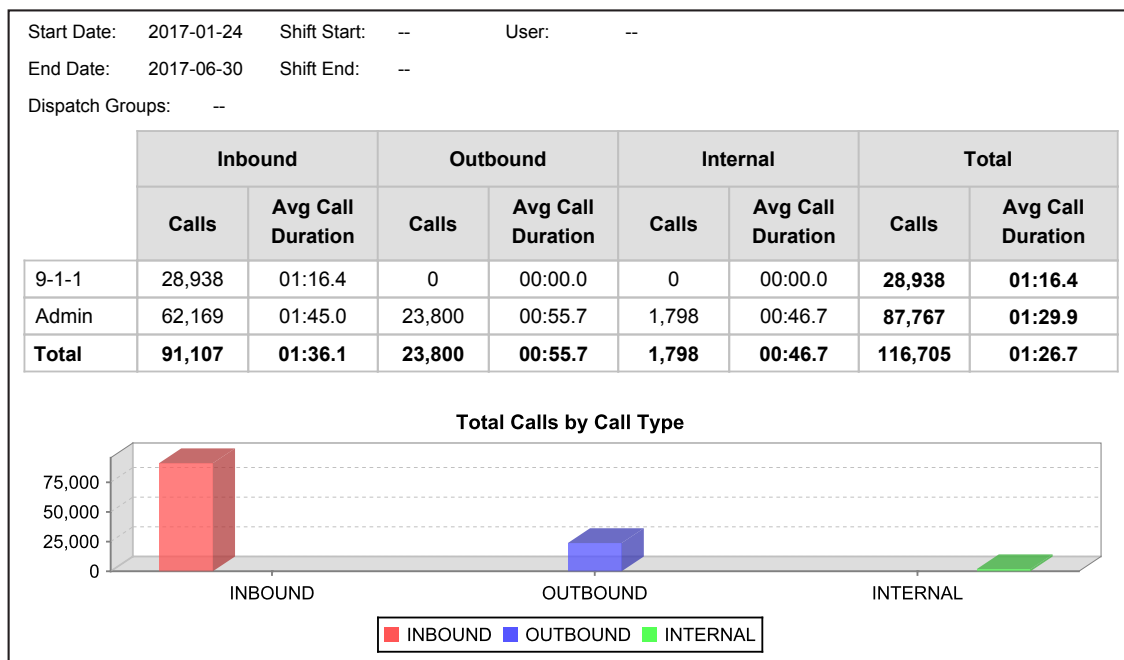 Start Date: 2017-01-24 Shift Start: -- User: --
End Date: 2017-06-30 Shift End: --
Dispatch Groups: --
Inbound Outbound Internal Total
Calls Avg Call Duration Calls Avg Call Duration Calls Avg Call Duration Calls Avg Call Duration
9-1-1 28,938 01:16.4 0 00:00.0 0 00:00.0 28,938 01:16.4
Admin 62,169 01:45.0 23,800 00:55.7 1,798 00:46.7 87,767 01:29.9
Total 91,107 01:36.1 23,800 00:55.7 1,798 00:46.7 116,705 01:26.7
Total Calls by Call Type
75,000
50,000
25,000
0
INBOUND OUTBOUND INTERNAL
INBOUND OUTBOUND INTERNAL